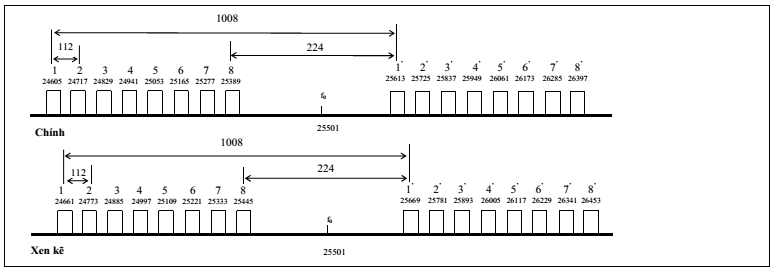 1008
112
224
1 2 3 4 5 6 7 8 1' 2' 3' 4' 5' 6' 7' 8'
24605 24717 24829 24941 25053 25165 25277 25389 25613 25725 25837 25949 26061 26173 26285 26397
f₀
25501
Chính
1008
112
224
1 2 3 4 5 6 7 8 1' 2' 3' 4' 5' 6' 7' 8'
24661 24773 24885 24997 25109 25221 25333 25445 25669 25781 25893 26005 26117 26229 26341 26453
f₀
25501
Xen kẽ